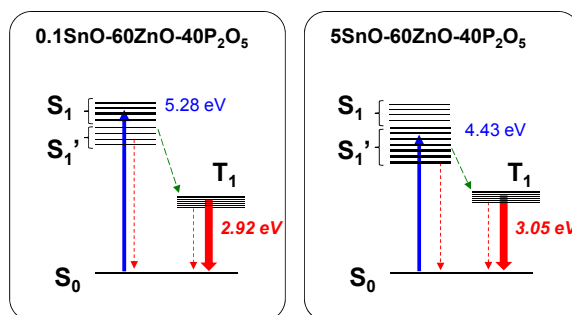 0.1SnO-60ZnO-40P₂O₅
S₁
5.28 eV
S₁’
T₁
2.92 eV
S₀
5SnO-60ZnO-40P₂O₅
S₁
4.43 eV
S₁’
T₁
3.05 eV
S₀